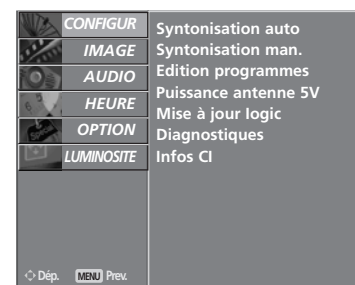 CONFIGUR
IMAGE
AUDIO
HEURE
OPTION
LUMINOSITE
Syntonisation auto
Syntonisation man.
Edition programmes
Puissance antenne 5V
Mise à jour logic
Diagnostiques
Infos CI
Dép. MENU Prev.